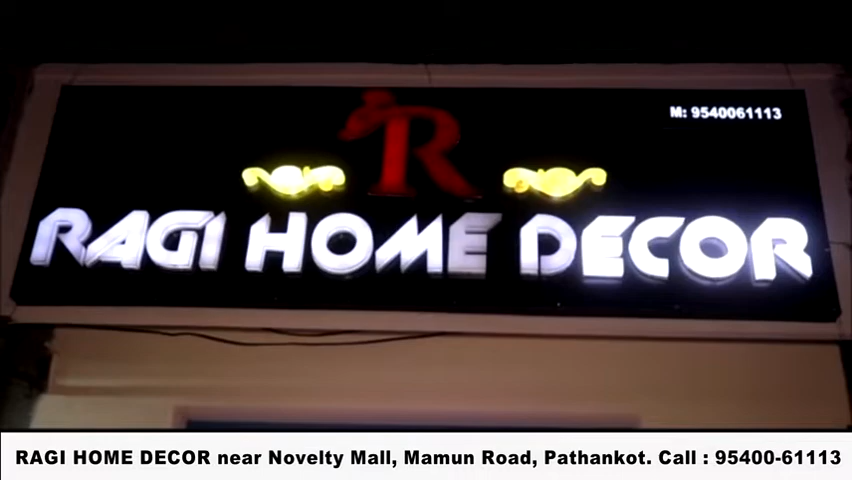 R
M: 9540061113
RAGI HOME DECOR
RAGI HOME DECOR near Novelty Mall, Mamun Road, Pathankot. Call : 95400-61113